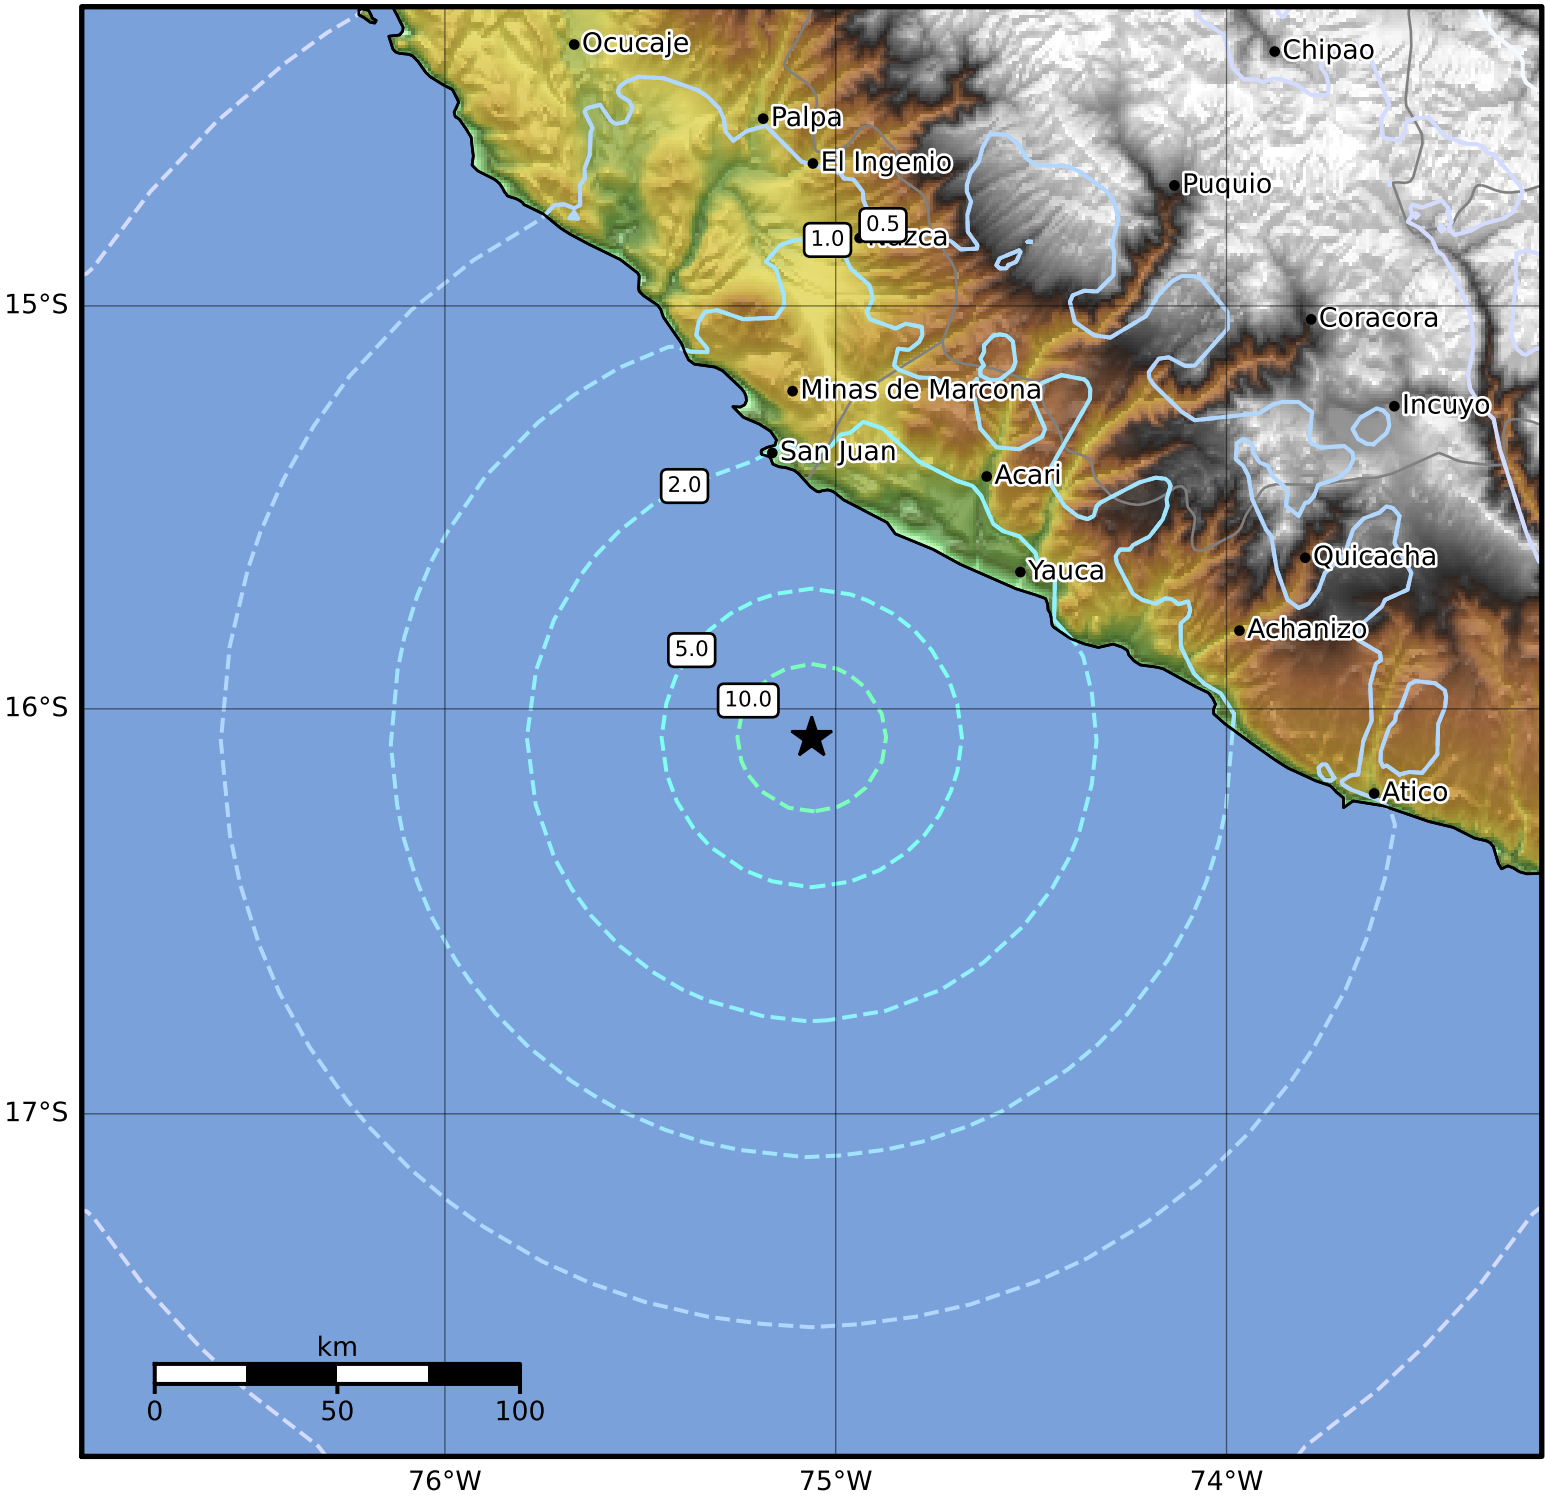 Ocucaje
Chipao
Palpa
El Ingenio
Puquio
0.5
1.0
15°S
Coracora
Minas de Marcona
Incuyo
San Juan
Acari
2.0
Quicacha
Yauca
Achanizo
5.0
10.0
16°S
Atico
17°S
km
0 50 100
76°W 75°W 74°W